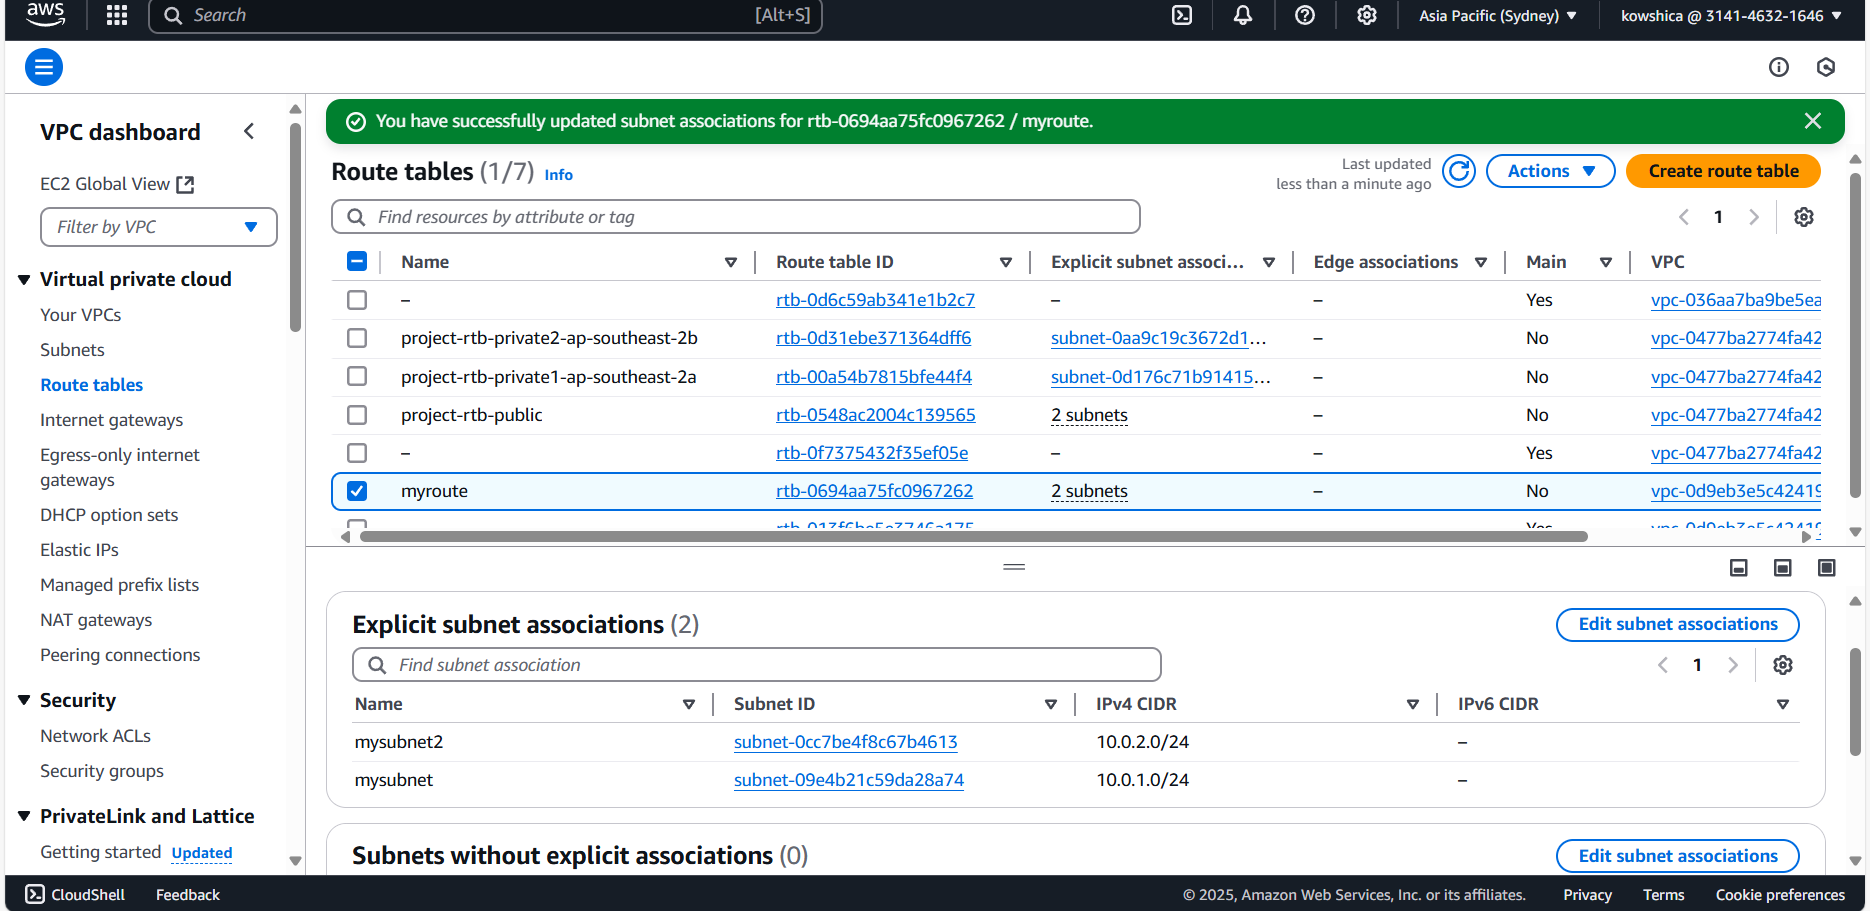 aws
Search
[Alt+S]
Asia Pacific (Sydney)
kowshica @ 3141-4632-1646
VPC dashboard
EC2 Global View
Filter by VPC
Virtual private cloud
Your VPCs
Subnets
Route tables
Internet gateways
Egress-only internet
gateways
DHCP option sets
Elastic IPs
Managed prefix lists
NAT gateways
Peering connections
Security
Network ACLs
Security groups
PrivateLink and Lattice
Getting started Updated
You have successfully updated subnet associations for rtb-0694aa75fc0967262 / myroute.
Route tables (1/7) Info
Last updated
less than a minute ago
Actions
Create route table
Find resources by attribute or tag
1
Name Route table ID Explicit subnet associ... Edge associations Main VPC
– rtb-0d6c59ab341e1b2c7 – – Yes vpc-036aa7ba9be5ea
project-rtb-private2-ap-southeast-2b rtb-0d31ebe371364dff6 subnet-0aa9c19c3672d1... – No vpc-0477ba2774fa42
project-rtb-private1-ap-southeast-2a rtb-00a54b7815bfe44f4 subnet-0d176c71b91415... – No vpc-0477ba2774fa42
project-rtb-public rtb-0548ac2004c139565 2 subnets – No vpc-0477ba2774fa42
– rtb-0f7375432f35ef05e – – Yes vpc-0477ba2774fa42
myroute rtb-0694aa75fc0967262 2 subnets – No vpc-0d9eb3e5c42419
Yes vpc-0d9eb3e5c42419
Explicit subnet associations (2)
Edit subnet associations
Find subnet association
1
Name Subnet ID IPv4 CIDR IPv6 CIDR
mysubnet2 subnet-0cc7be4f8c67b4613 10.0.2.0/24 –
mysubnet subnet-09e4b21c59da28a74 10.0.1.0/24 –
Subnets without explicit associations (0)
Edit subnet associations
CloudShell Feedback © 2025, Amazon Web Services, Inc. or its affiliates. Privacy Terms Cookie preferences